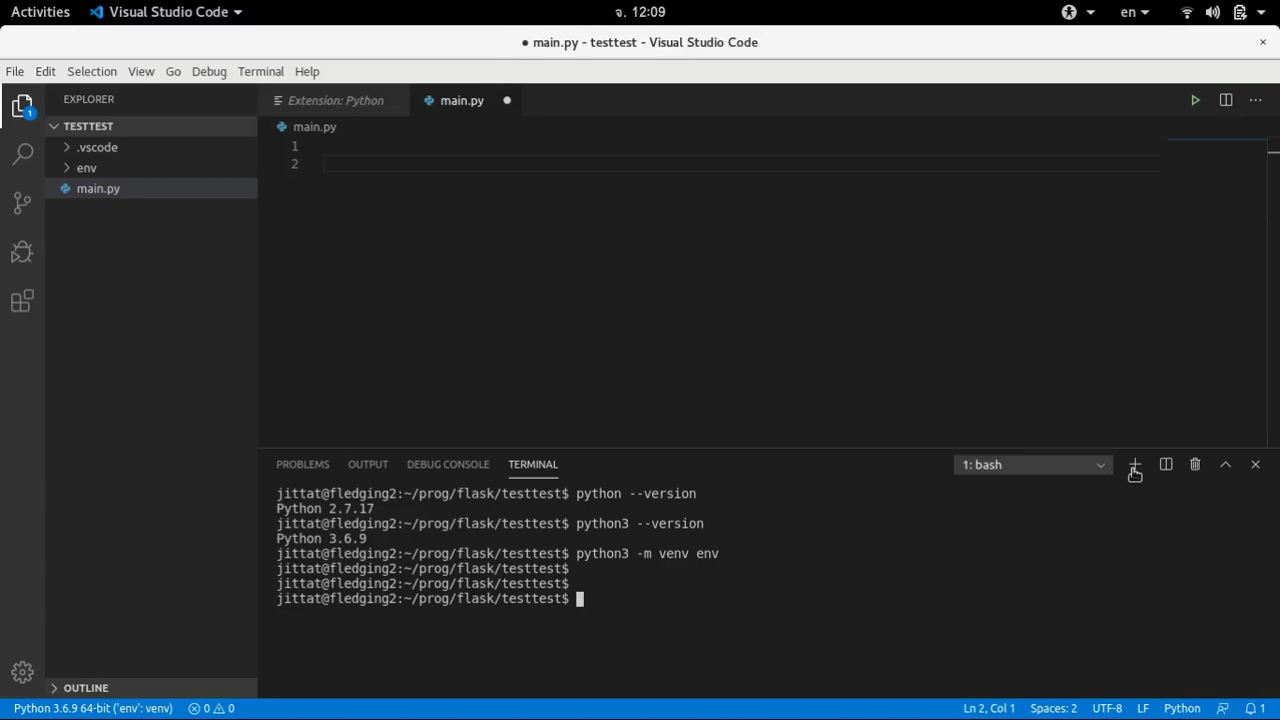 Activities Visual Studio Code จ. 12:09 en
● main.py - testtest - Visual Studio Code ×
File Edit Selection View Go Debug Terminal Help
EXPLORER
Extension: Python
main.py
TESTTEST
.vscode
env
main.py
main.py
1
2
1
PROBLEMS OUTPUT DEBUG CONSOLE TERMINAL 1: bash
jittat@fledging2:~/prog/flask/testtest$ python --version
Python 2.7.17
jittat@fledging2:~/prog/flask/testtest$ python3 --version
Python 3.6.9
jittat@fledging2:~/prog/flask/testtest$ python3 -m venv env
jittat@fledging2:~/prog/flask/testtest$
jittat@fledging2:~/prog/flask/testtest$
jittat@fledging2:~/prog/flask/testtest$
OUTLINE
Python 3.6.9 64-bit ('env': venv) 0 0 Ln 2, Col 1 Spaces: 2 UTF-8 LF Python 1